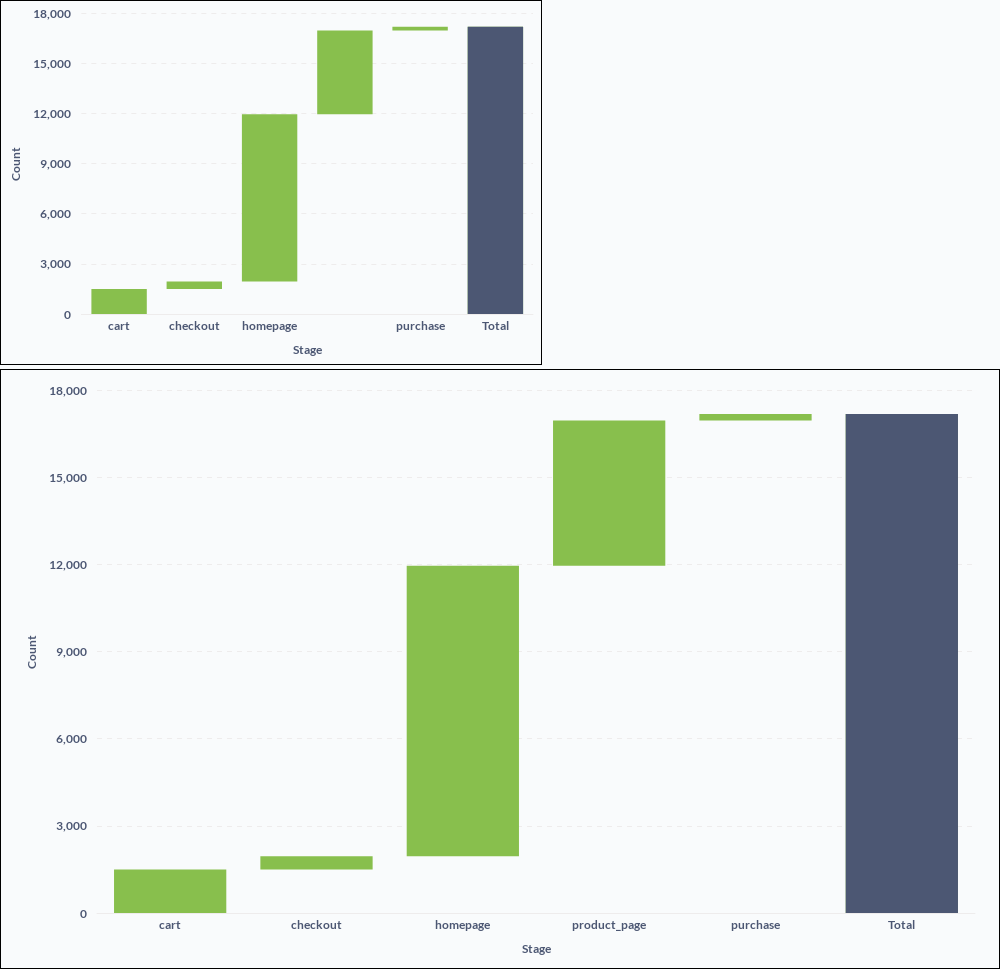 18,000
15,000
12,000
9,000
6,000
3,000
0
Count
cart checkout homepage purchase Total
Stage
18,000
15,000
12,000
9,000
6,000
3,000
0
Count
cart checkout homepage product_page purchase Total
Stage